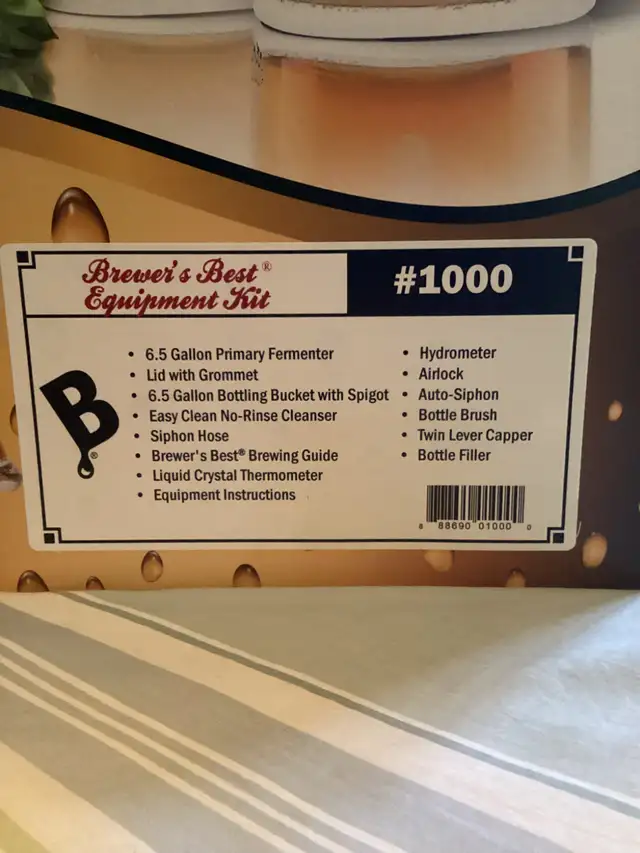 Brewer's Best®
Equipment Kit
#1000
B®
• 6.5 Gallon Primary Fermenter
• Lid with Grommet
• 6.5 Gallon Bottling Bucket with Spigot
• Easy Clean No-Rinse Cleanser
• Siphon Hose
• Brewer's Best® Brewing Guide
• Liquid Crystal Thermometer
• Equipment Instructions
• Hydrometer
• Airlock
• Auto-Siphon
• Bottle Brush
• Twin Lever Capper
• Bottle Filler
8 88690 01000 0